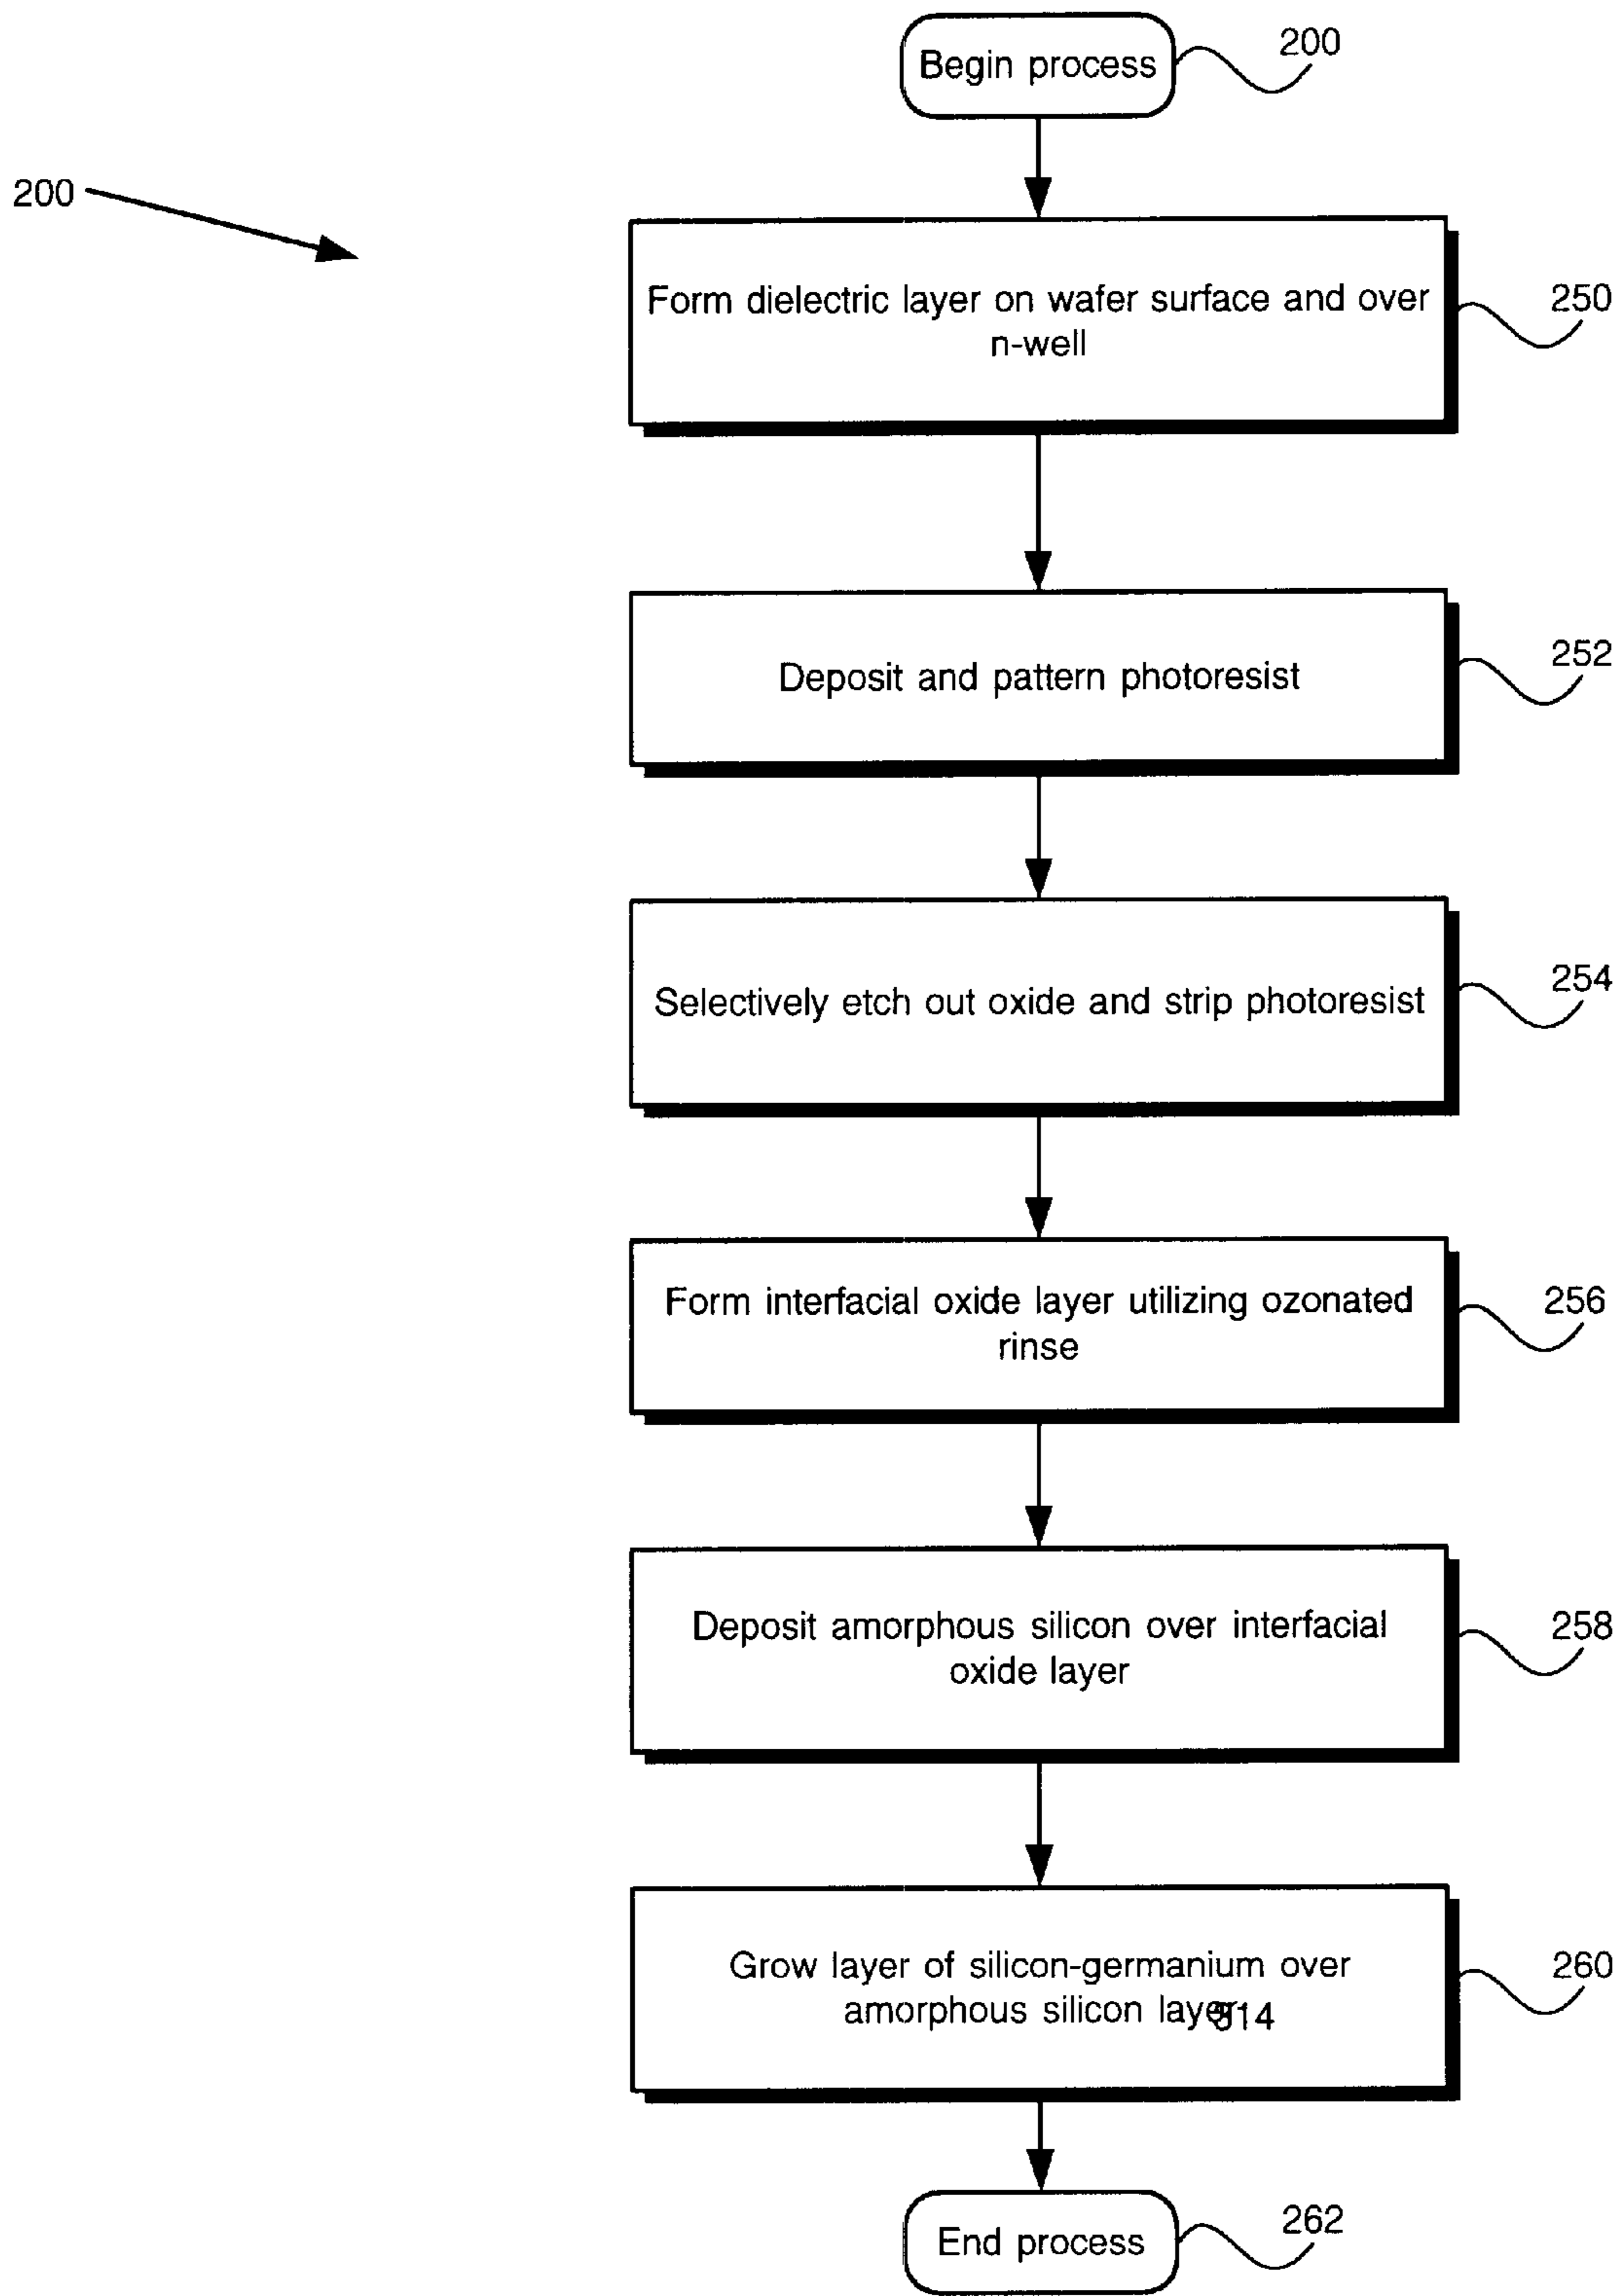 Begin process
200
200
Form dielectric layer on wafer surface and over
n-well
250
Deposit and pattern photoresist
252
Selectively etch out oxide and strip photoresist
254
Form interfacial oxide layer utilizing ozonated
rinse
256
Deposit amorphous silicon over interfacial
oxide layer
258
Grow layer of silicon-germanium over
amorphous silicon layer
260
End process
262